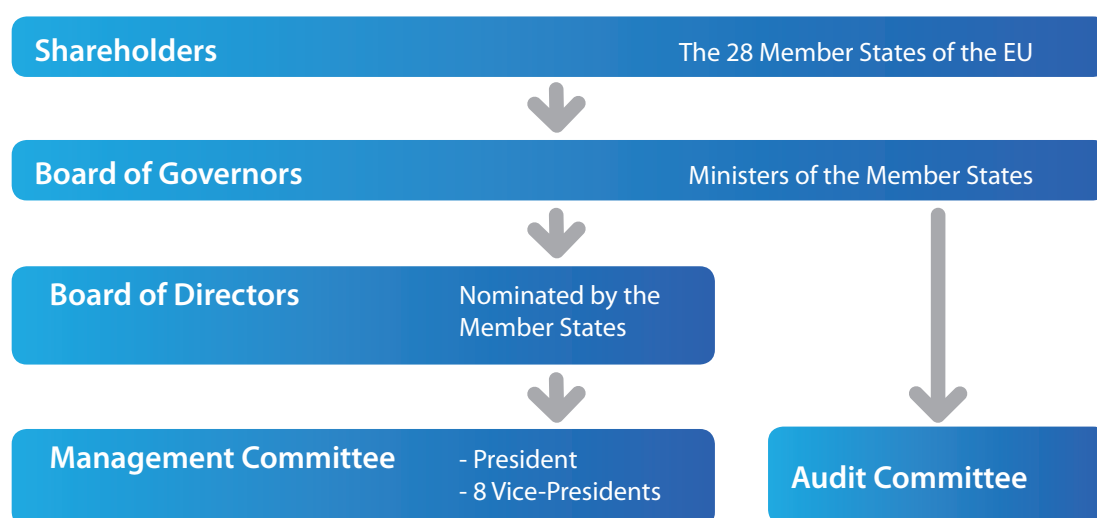 Shareholders The 28 Member States of the EU
Board of Governors Ministers of the Member States
Board of Directors Nominated by the
Member States
Management Committee - President
- 8 Vice-Presidents
Audit Committee